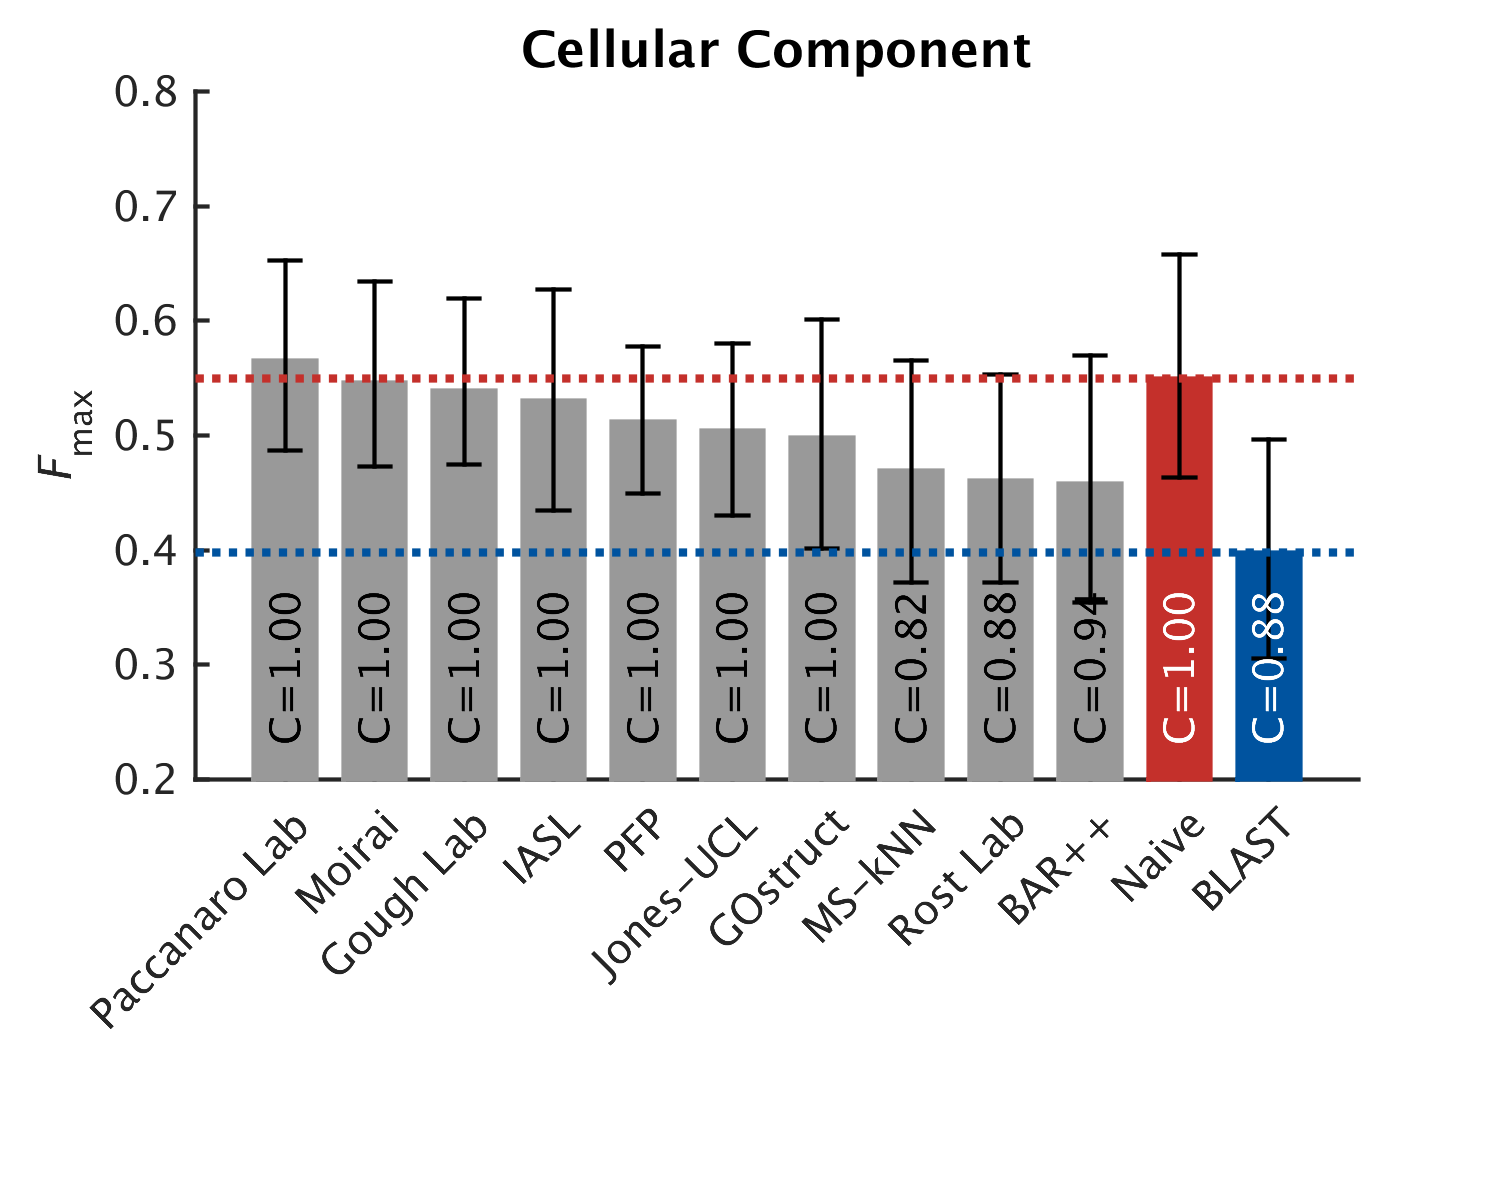 Cellular Component
0.8
0.7
0.6
0.5
0.4
0.3
0.2
Fmax
C=1.00
C=1.00
C=1.00
C=1.00
C=1.00
C=1.00
C=1.00
C=0.82
C=0.88
C=0.94
C=1.00
C=0.88
Paccanaro Lab
Moirai
Gough Lab
IASL
PFP
Jones−UCL
GOstruct
MS−kNN
Rost Lab
BAR++
Naive
BLAST